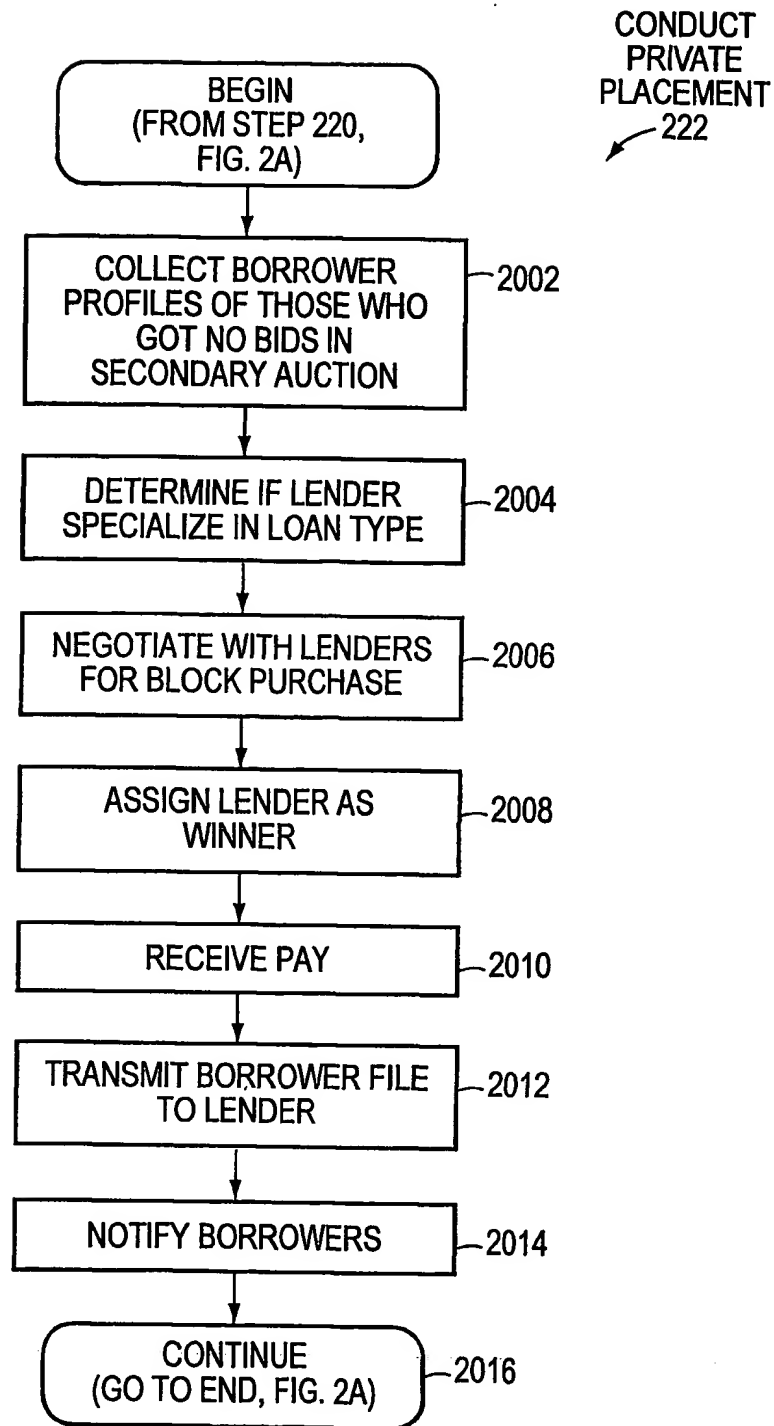 CONDUCT
PRIVATE
PLACEMENT
222
BEGIN
(FROM STEP 220,
FIG. 2A)
COLLECT BORROWER
PROFILES OF THOSE WHO
GOT NO BIDS IN
SECONDARY AUCTION
2002
DETERMINE IF LENDER
SPECIALIZE IN LOAN TYPE
2004
NEGOTIATE WITH LENDERS
FOR BLOCK PURCHASE
2006
ASSIGN LENDER AS
WINNER
2008
RECEIVE PAY
2010
TRANSMIT BORROWER FILE
TO LENDER
2012
NOTIFY BORROWERS
2014
CONTINUE
(GO TO END, FIG. 2A)
2016